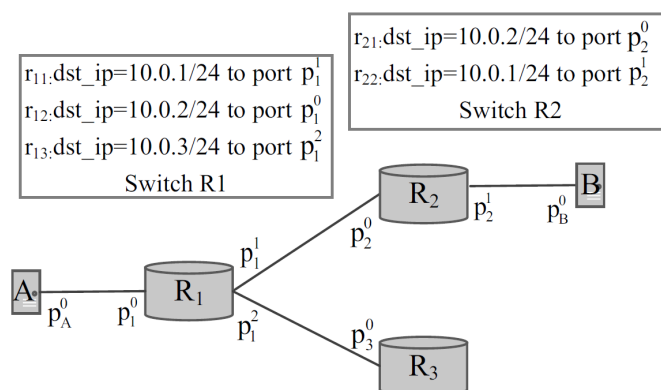 r₁₁:dst_ip=10.0.1/24 to port p₁¹
r₁₂:dst_ip=10.0.2/24 to port p₁⁰
r₁₃:dst_ip=10.0.3/24 to port p₁²
Switch R1
r₂₁:dst_ip=10.0.2/24 to port p₂⁰
r₂₂:dst_ip=10.0.1/24 to port p₂¹
Switch R2
R₂
B
p₂⁰
p₂¹
p_B⁰
p₁¹
A
R₁
p_A⁰
p₁⁰
p₁²
p₃⁰
R₃